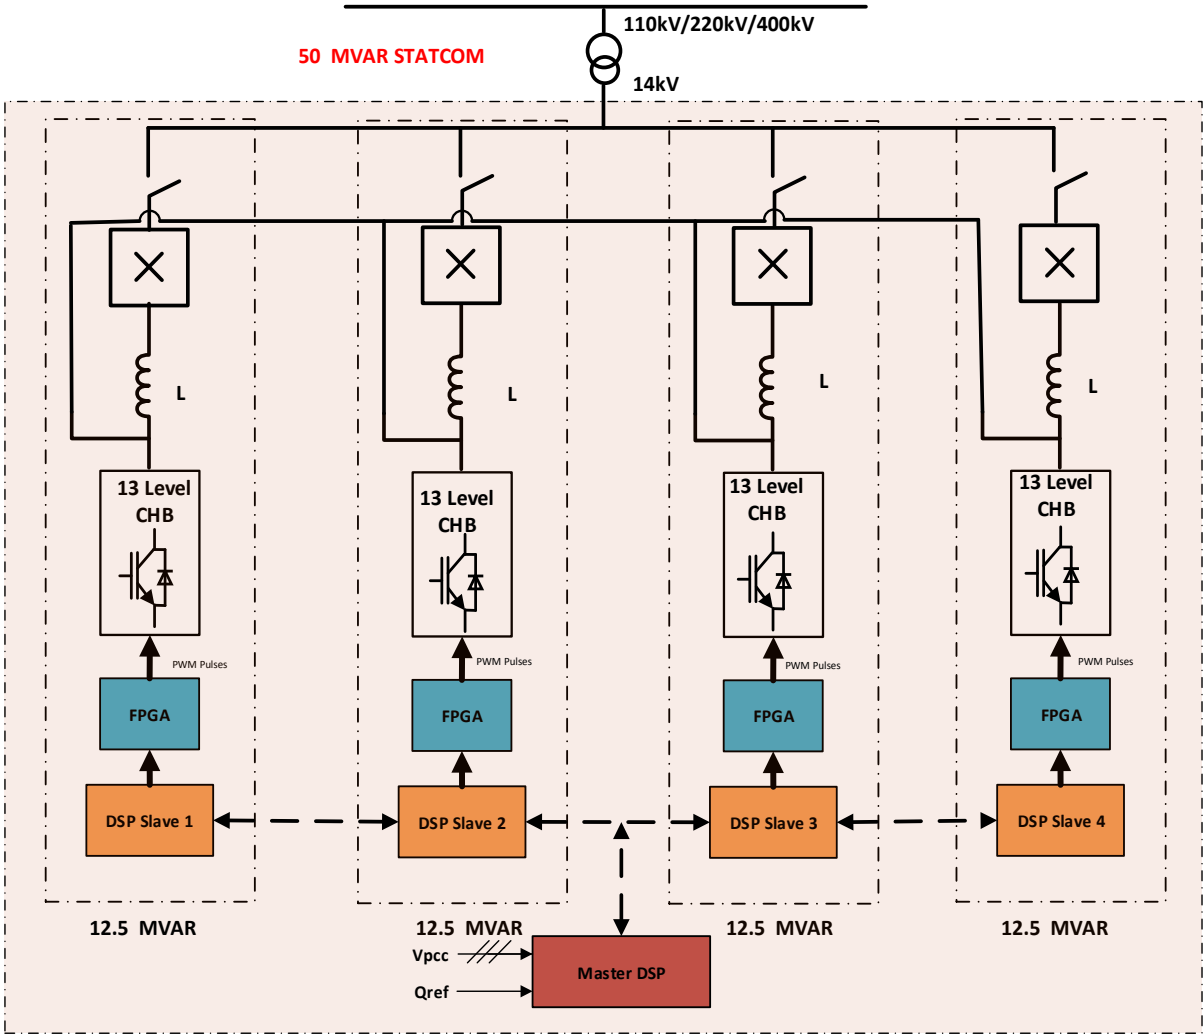 110kV/220kV/400kV
50 MVAR STATCOM
14kV
L
L
L
L
13 Level
CHB
13 Level
CHB
13 Level
CHB
13 Level
CHB
PWM Pulses
PWM Pulses
PWM Pulses
PWM Pulses
FPGA
FPGA
FPGA
FPGA
DSP Slave 1
DSP Slave 2
DSP Slave 3
DSP Slave 4
12.5 MVAR
12.5 MVAR
12.5 MVAR
12.5 MVAR
Vpcc
Master DSP
Qref